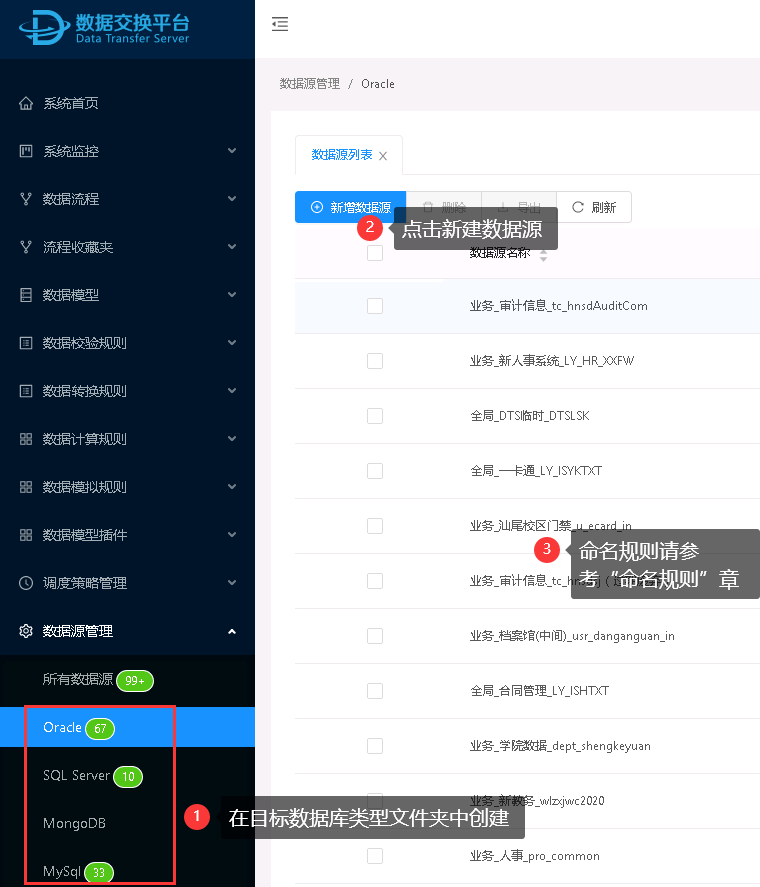 数据交换平台
Data Transfer Server
系统首页
系统监控
数据流程
流程收藏夹
数据模型
数据校验规则
数据转换规则
数据计算规则
数据模拟规则
数据模型插件
调度策略管理
数据源管理
所有数据源 99+
Oracle 67
SQL Server 10
MongoDB
MySql 33
数据源管理 / Oracle
数据源列表
新增数据源 删除 导出 刷新
2 点击新建数据源
数据源名称
业务_审计信息_tc_hnsdAuditCom
业务_新人事系统_LY_HR_XXFW
全局_DTS临时_DTSLSK
全局_一卡通_LY_ISYKTXT
业务_汕尾校区门禁_u_ecard_in
3 命名规则请参
考“命名规则”章
业务_审计信息_tc_hn
业务_档案馆(中间)_usr_danganguan_in
全局_合同管理_LY_ISHTXT
业务_学院数据_dept_shengkeyuan
业务_新教务_wlzxjwc2020
1 在目标数据库类型文件夹中创建
业务_人事_pro_common